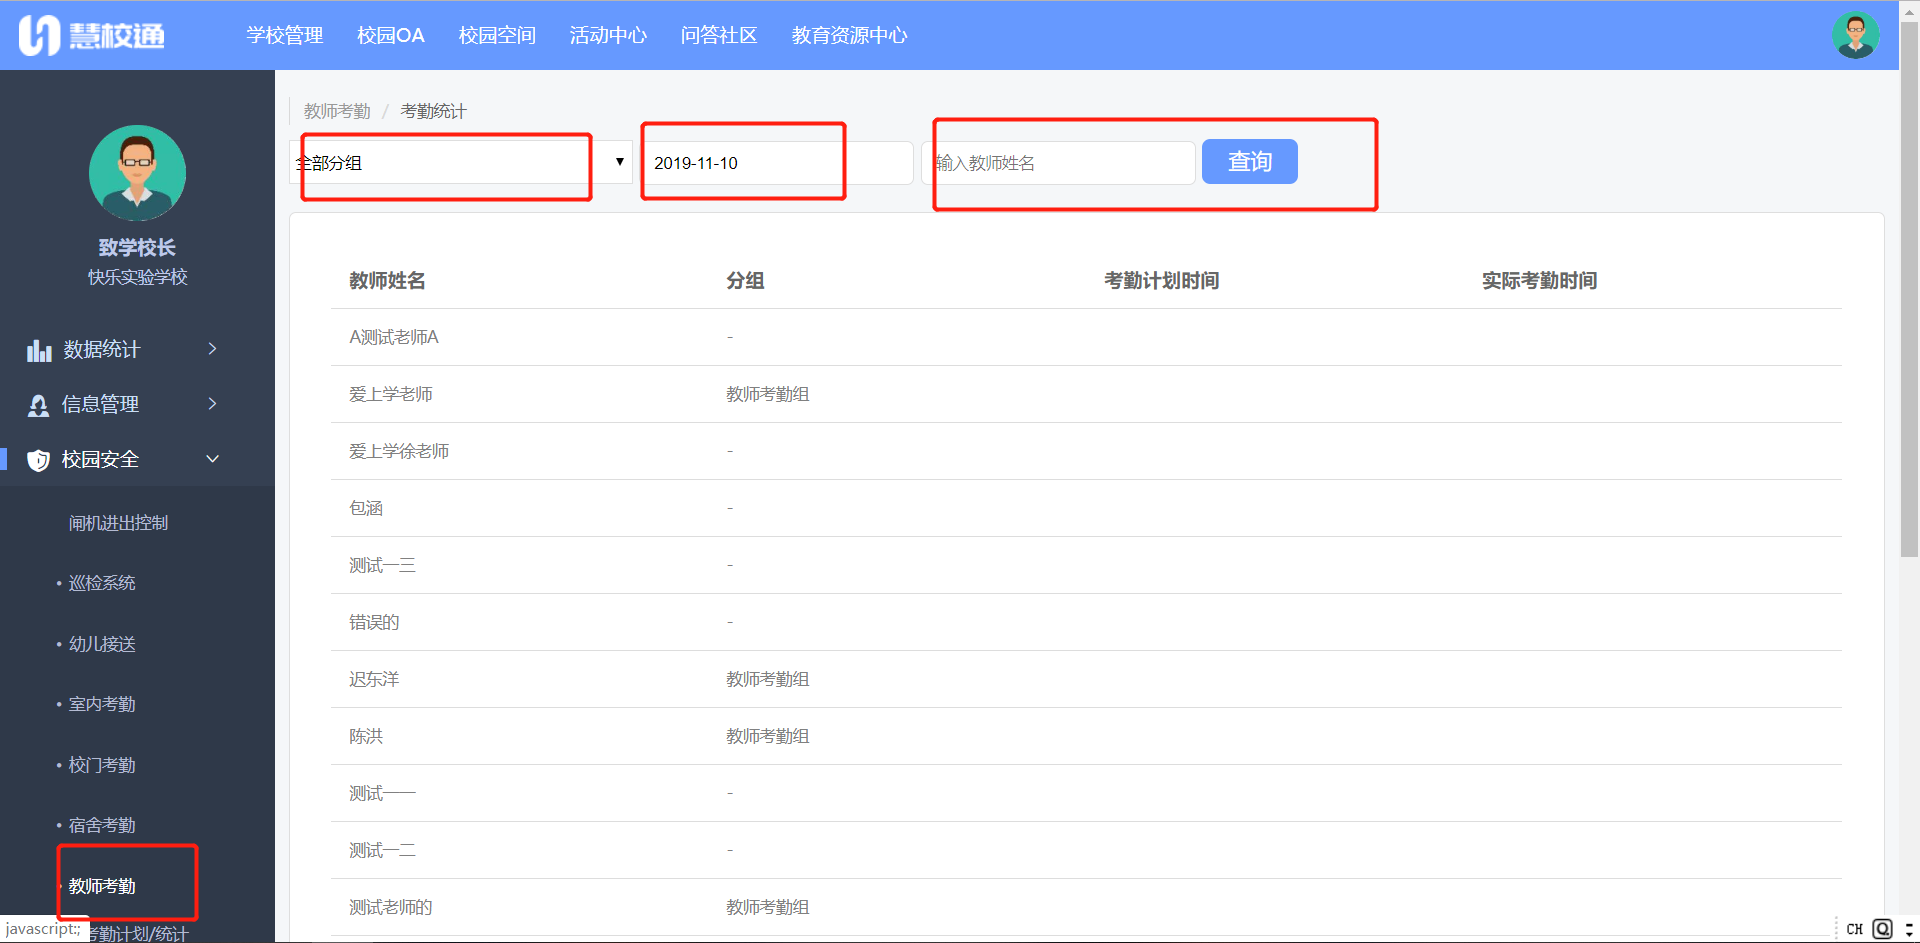 慧校通 学校管理 校园OA 校园空间 活动中心 问答社区 教育资源中心
致学校长
快乐实验学校
数据统计
信息管理
校园安全
闸机进出控制
• 巡检系统
• 幼儿接送
• 室内考勤
• 校门考勤
• 宿舍考勤
• 教师考勤
考勤计划/统计
javascript:;
教师考勤 / 考勤统计
全部分组 2019-11-10 输入教师姓名 查询
教师姓名 分组 考勤计划时间 实际考勤时间
A测试老师A -
爱上学老师 教师考勤组
爱上学徐老师 -
包涵 -
测试一三 -
错误的 -
迟东洋 教师考勤组
陈洪 教师考勤组
测试一一 -
测试一二 -
测试老师的 教师考勤组
CH